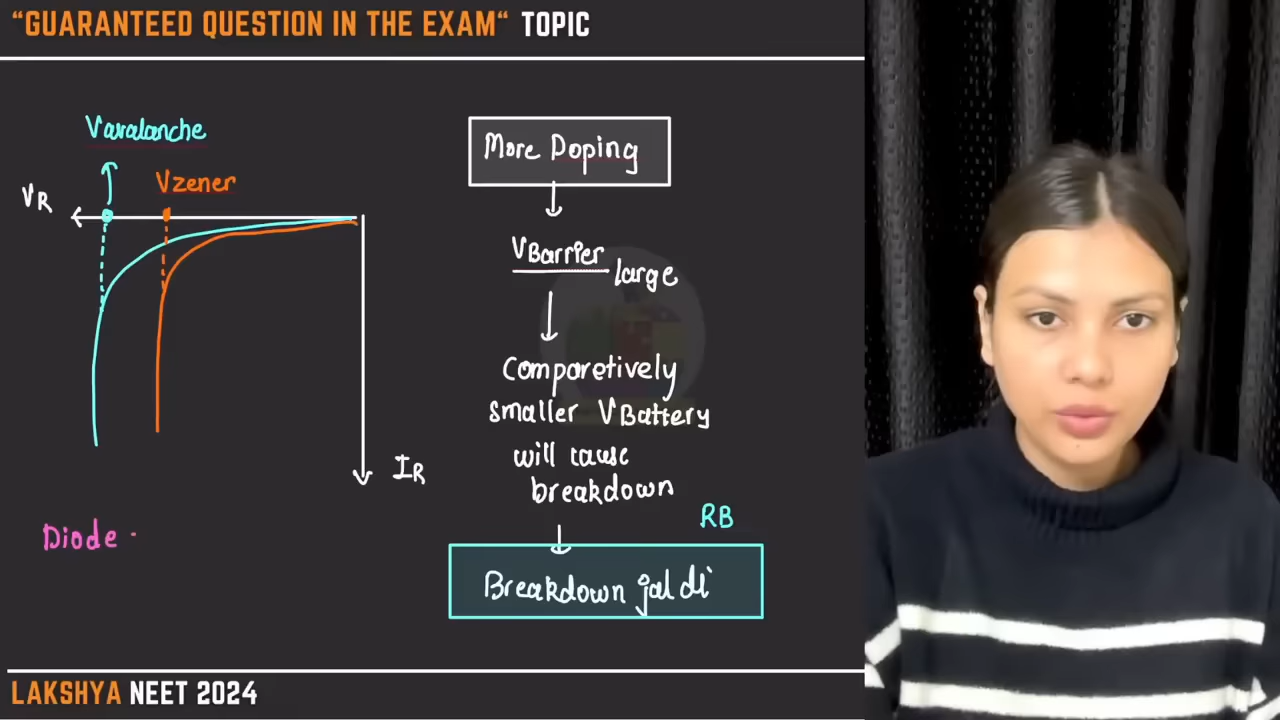 “GUARANTEED QUESTION IN THE EXAM“ TOPIC
Vavalanche
Vzener
VR
IR
Diode -
More Doping
VBarrier large
Comparetively
smaller VBattery
will cause
breakdown
RB
Breakdown jaldi
LAKSHYA NEET 2024